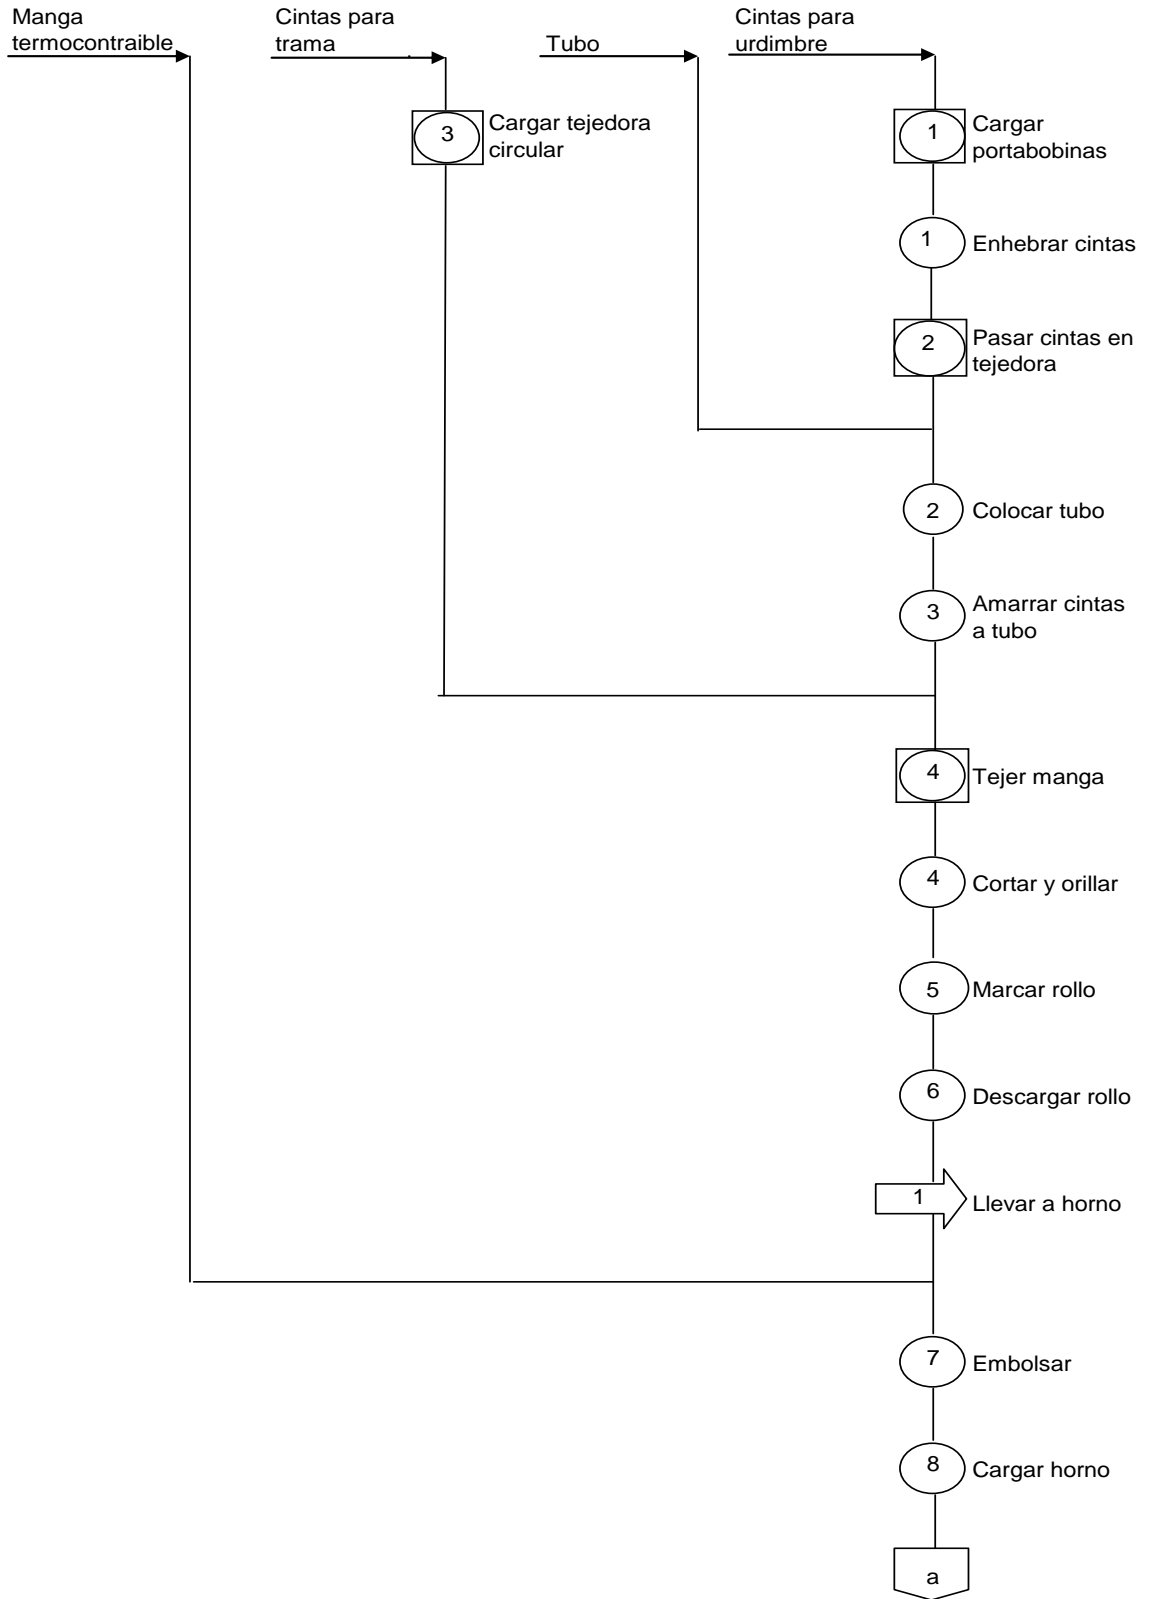 Manga
termocontraible
Cintas para
trama
Tubo
Cintas para
urdimbre
3
Cargar tejedora
circular
1
Cargar
portabobinas
1
Enhebrar cintas
2
Pasar cintas en
tejedora
2
Colocar tubo
3
Amarrar cintas
a tubo
4
Tejer manga
4
Cortar y orillar
5
Marcar rollo
6
Descargar rollo
1
Llevar a horno
7
Embolsar
8
Cargar horno
a